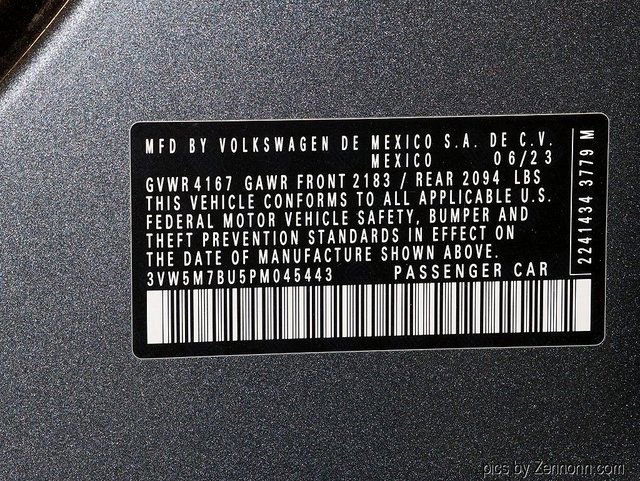 MFD BY VOLKSWAGEN DE MEXICO S.A. DE C.V.
MEXICO 06/23
GVWR 4167 GAWR FRONT 2183 / REAR 2094 LBS
THIS VEHICLE CONFORMS TO ALL APPLICABLE U.S.
FEDERAL MOTOR VEHICLE SAFETY, BUMPER AND
THEFT PREVENTION STANDARDS IN EFFECT ON
THE DATE OF MANUFACTURE SHOWN ABOVE.
3VW5M7BU5PM045443 PASSENGER CAR
2241434 3779 M
pics by Zennonn.com